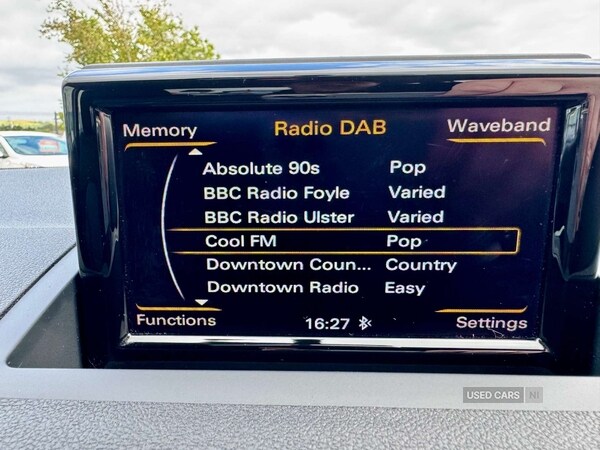 Memory Radio DAB Waveband
Absolute 90s Pop
BBC Radio Foyle Varied
BBC Radio Ulster Varied
Cool FM Pop
Downtown Coun... Country
Downtown Radio Easy
Functions 16:27 Settings
USED CARS NI